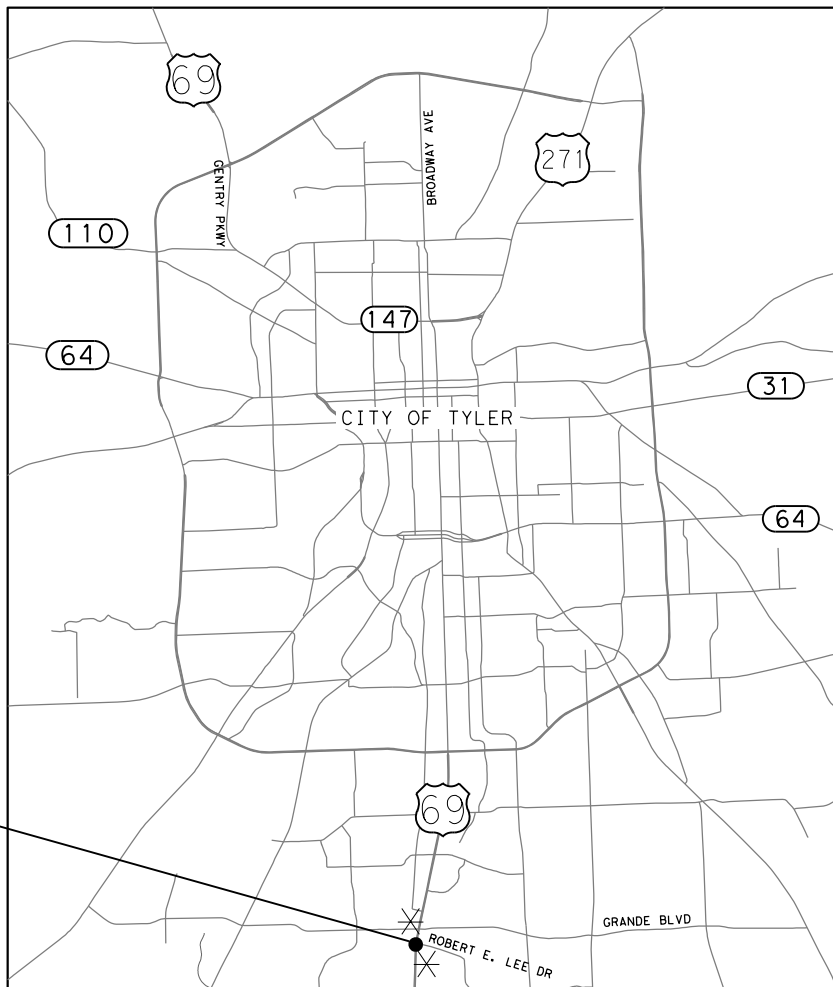 69
BROADWAY AVE
271
GENTRY PKWY
110
147
64
31
CITY OF TYLER
64
69
GRANDE BLVD
ROBERT E. LEE DR